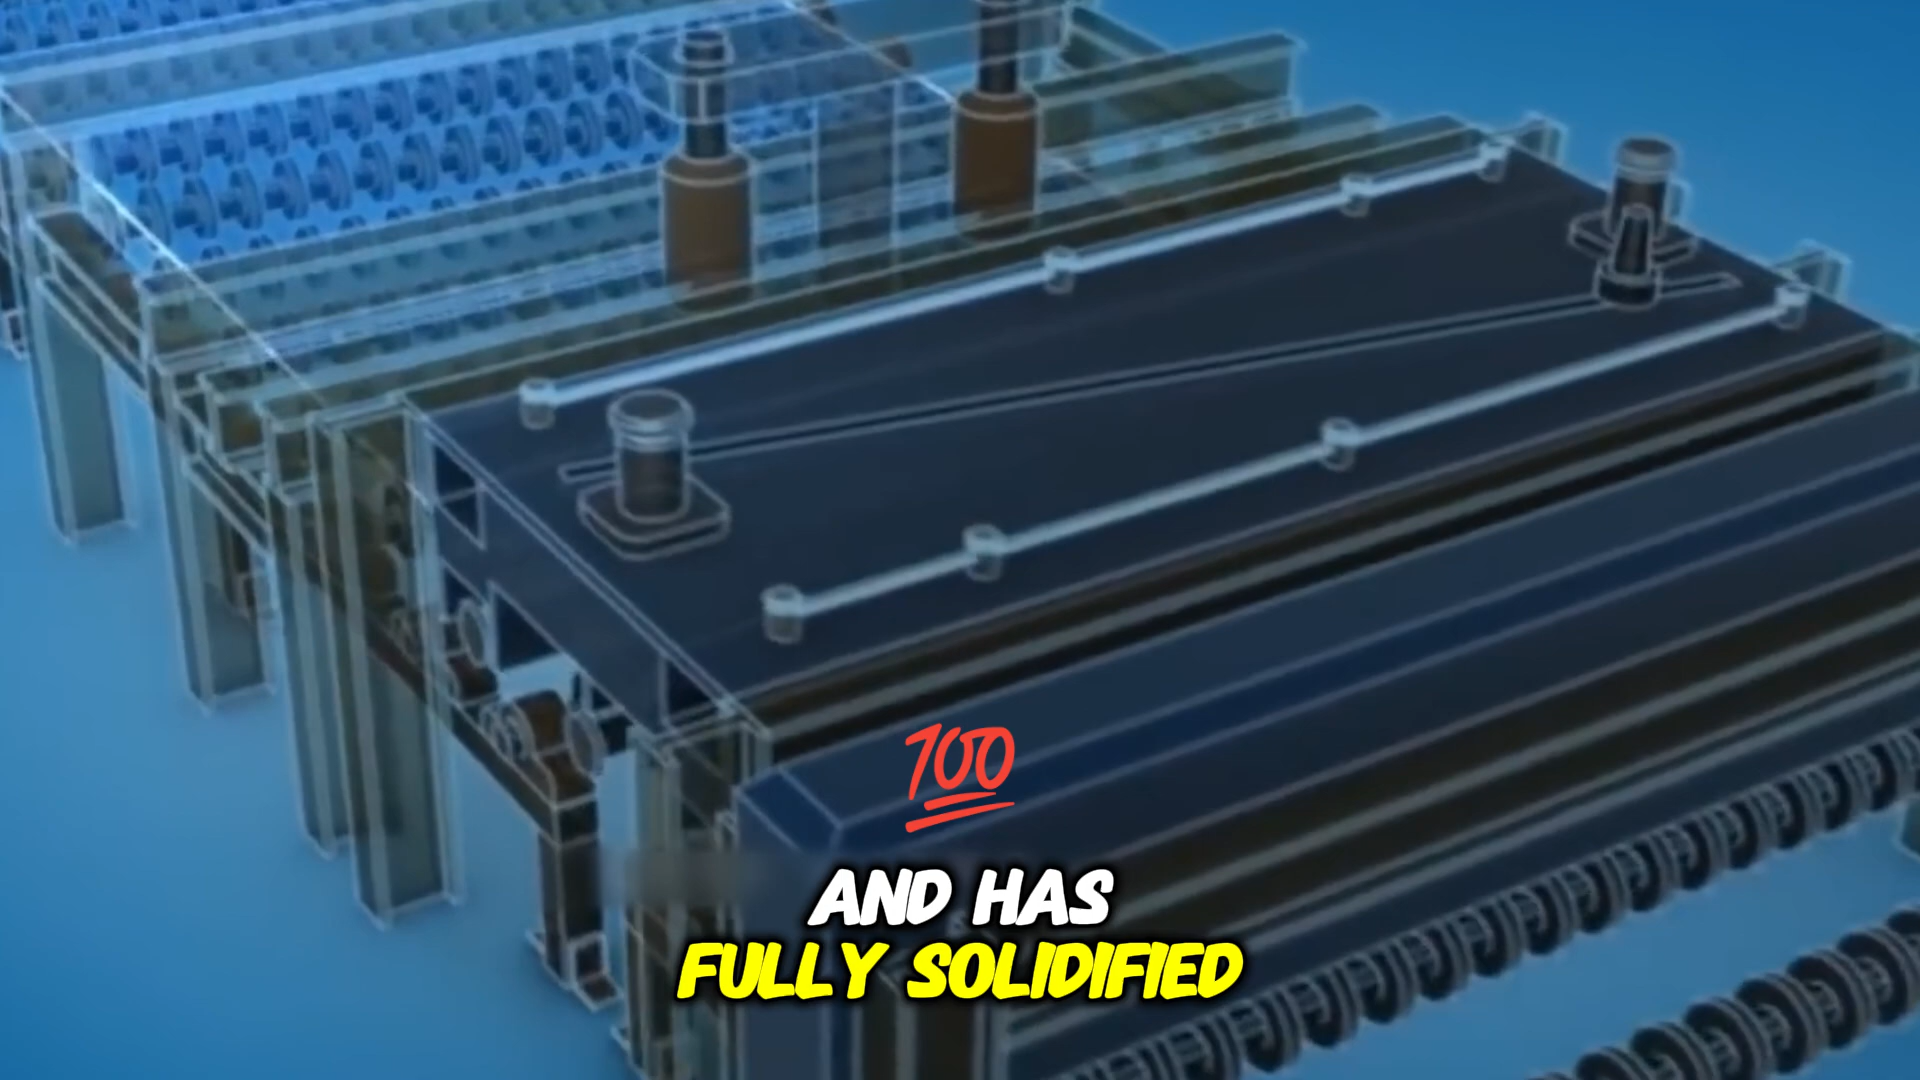 💯
AND HAS
FULLY SOLIDIFIED